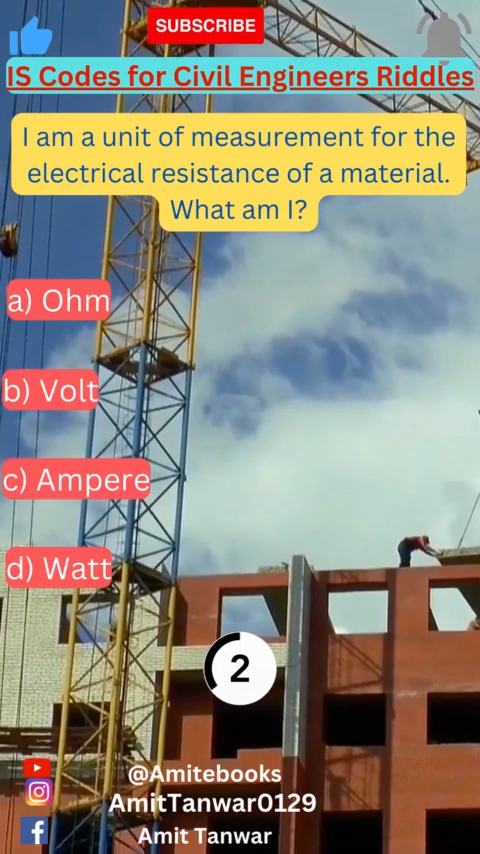 SUBSCRIBE
IS Codes for Civil Engineers Riddles
I am a unit of measurement for the
electrical resistance of a material.
What am I?
a) Ohm
b) Volt
c) Ampere
d) Watt
2
@Amitebooks
AmitTanwar0129
Amit Tanwar